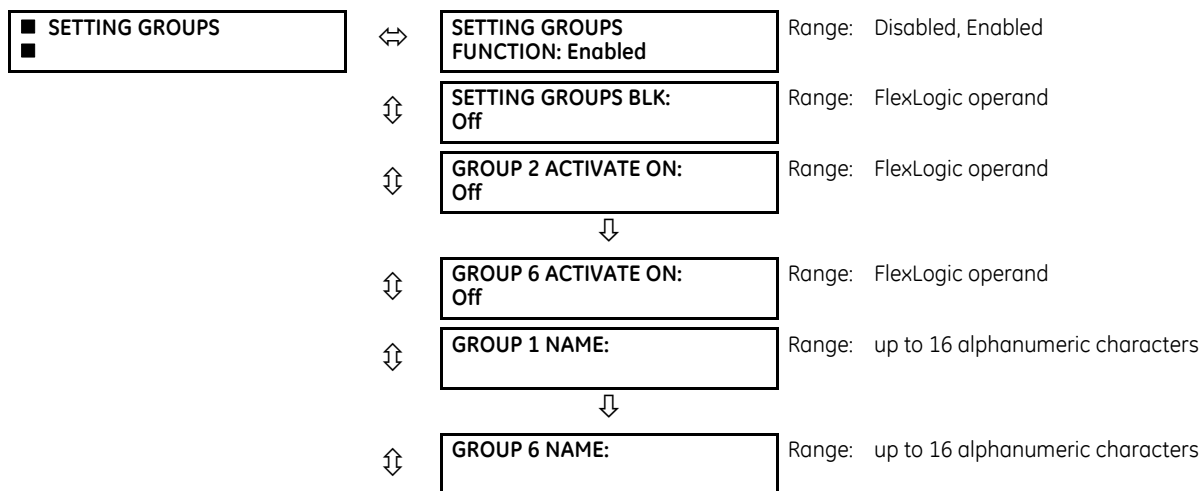 ■ SETTING GROUPS
■
SETTING GROUPS
FUNCTION: Enabled
Range: Disabled, Enabled
SETTING GROUPS BLK:
Off
Range: FlexLogic operand
GROUP 2 ACTIVATE ON:
Off
Range: FlexLogic operand
GROUP 6 ACTIVATE ON:
Off
Range: FlexLogic operand
GROUP 1 NAME:
Range: up to 16 alphanumeric characters
GROUP 6 NAME:
Range: up to 16 alphanumeric characters